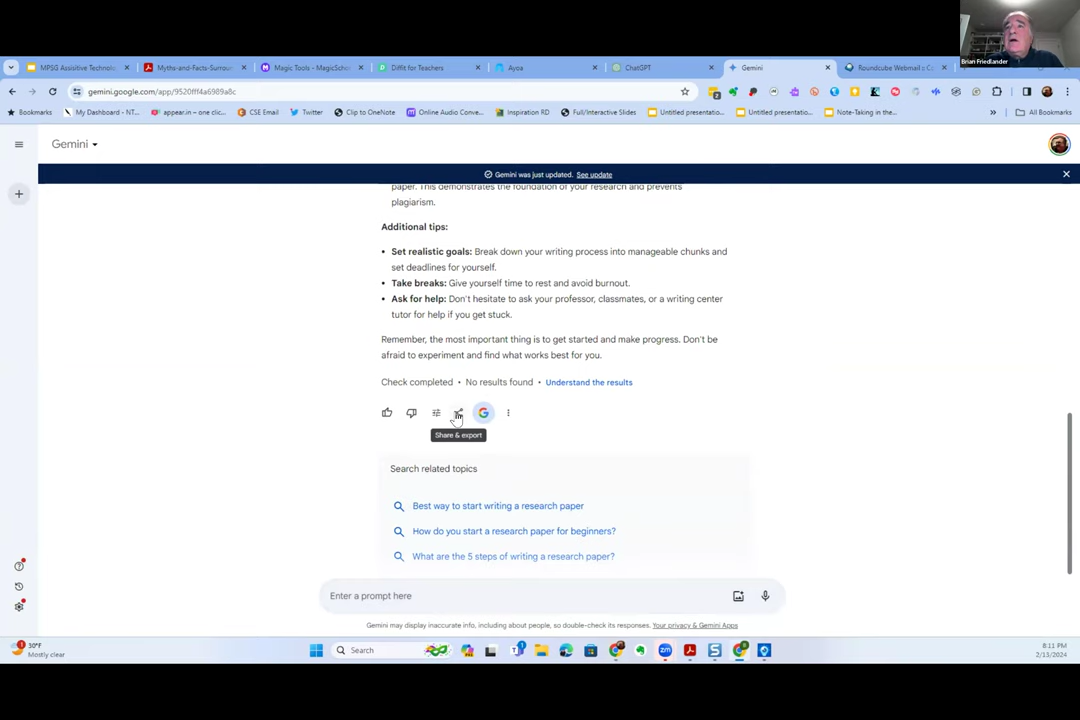 Brian Friedlander
MPSG Assisitive Technolo
Myths-and-Facts-Surrou
Magic Tools - MagicSchoo
Diffit for Teachers
Ayoa
ChatGPT
Gemini
Roundcube Webmail :: Co
gemini.google.com/app/9520fff4a6989a8c
Bookmarks
My Dashboard - NT...
appear.in – one clic...
CSE Email
Twitter
Clip to OneNote
Online Audio Conve...
Inspiration RD
Full/Interactive Slides
Untitled presentatio...
Untitled presentatio...
Note-Taking in the...
All Bookmarks
Gemini
Gemini was just updated. See update
paper. This demonstrates the foundation of your research and prevents
plagiarism.
Additional tips:
• Set realistic goals: Break down your writing process into manageable chunks and
set deadlines for yourself.
• Take breaks: Give yourself time to rest and avoid burnout.
• Ask for help: Don't hesitate to ask your professor, classmates, or a writing center
tutor for help if you get stuck.
Remember, the most important thing is to get started and make progress. Don't be
afraid to experiment and find what works best for you.
Check completed • No results found • Understand the results
Share & export
Search related topics
Best way to start writing a research paper
How do you start a research paper for beginners?
What are the 5 steps of writing a research paper?
Enter a prompt here
Gemini may display inaccurate info, including about people, so double-check its responses. Your privacy & Gemini Apps
30°F
Mostly clear
Search
8:11 PM
2/13/2024